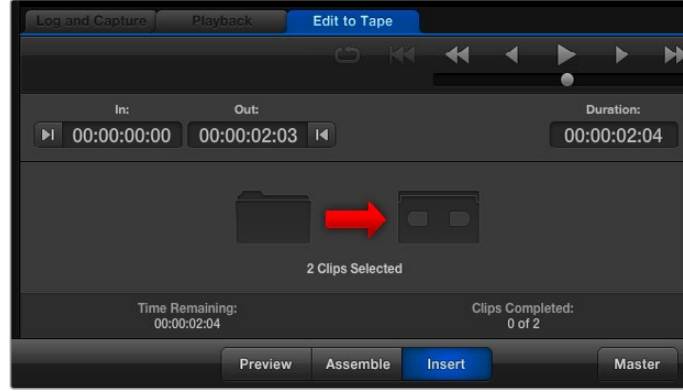 Log and Capture Playback Edit to Tape
In: Out: Duration:
00:00:00:00 00:00:02:03 00:00:02:04
2 Clips Selected
Time Remaining: Clips Completed:
00:00:02:04 0 of 2
Preview Assemble Insert Master